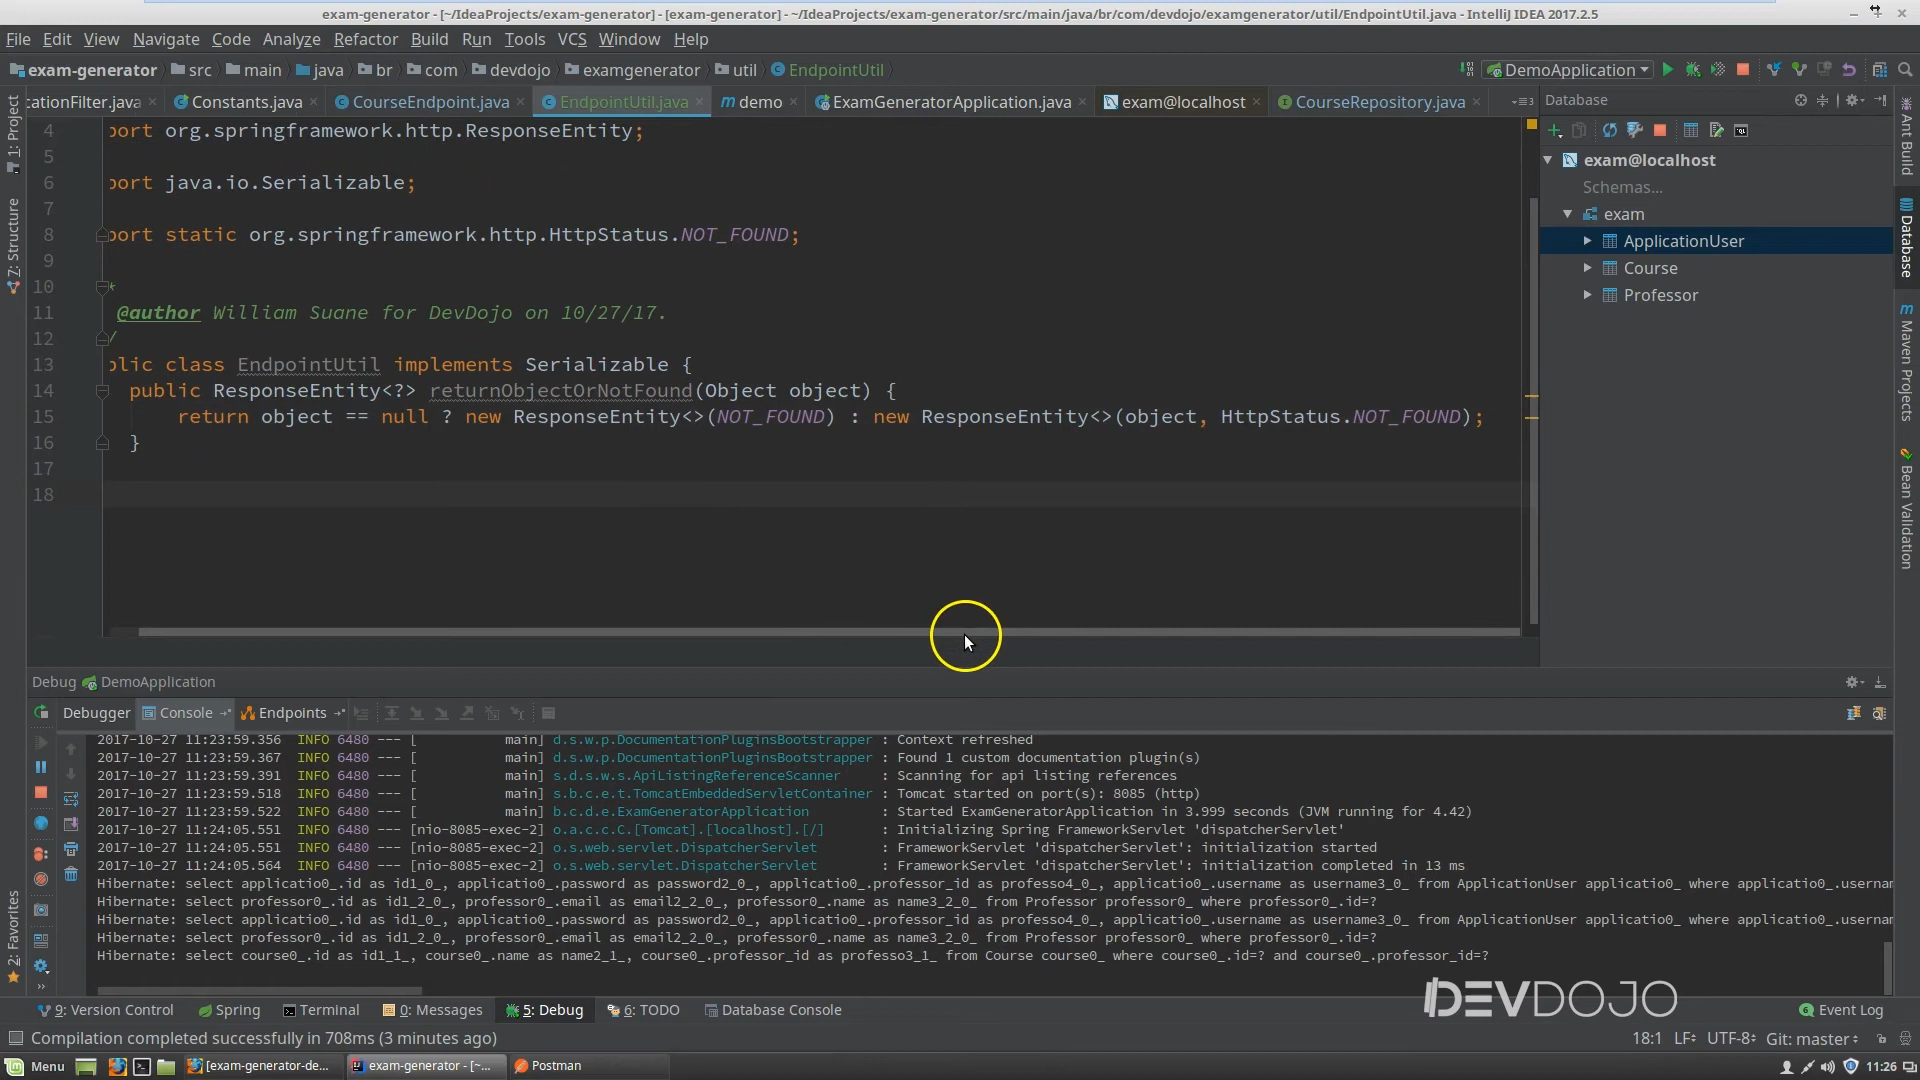 exam-generator - [~/IdeaProjects/exam-generator] - [exam-generator] - ~/IdeaProjects/exam-generator/src/main/java/br/com/devdojo/examgenerator/util/EndpointUtil.java - IntelliJ IDEA 2017.2.5
File Edit View Navigate Code Analyze Refactor Build Run Tools VCS Window Help
exam-generator src main java br com devdojo examgenerator util EndpointUtil DemoApplication
cationFilter.java Constants.java CourseEndpoint.java EndpointUtil.java demo ExamGeneratorApplication.java exam@localhost CourseRepository.java Database
1: Project
7: Structure
2: Favorites
4 port org.springframework.http.ResponseEntity;
5
6 port java.io.Serializable;
7
8 port static org.springframework.http.HttpStatus.NOT_FOUND;
9
10 *
11 @author William Suane for DevDojo on 10/27/17.
12 /
13 blic class EndpointUtil implements Serializable {
14 public ResponseEntity<?> returnObjectOrNotFound(Object object) {
15 return object == null ? new ResponseEntity<>(NOT_FOUND) : new ResponseEntity<>(object, HttpStatus.NOT_FOUND);
16 }
17
18
exam@localhost
Schemas...
exam
ApplicationUser
Course
Professor
Ant Build
Database
Maven Projects
Bean Validation
Debug DemoApplication
Debugger Console Endpoints
2017-10-27 11:23:59.356 INFO 6480 --- [ main] d.s.w.p.DocumentationPluginsBootstrapper : Context refreshed
2017-10-27 11:23:59.367 INFO 6480 --- [ main] d.s.w.p.DocumentationPluginsBootstrapper : Found 1 custom documentation plugin(s)
2017-10-27 11:23:59.391 INFO 6480 --- [ main] s.d.s.w.s.ApiListingReferenceScanner : Scanning for api listing references
2017-10-27 11:23:59.518 INFO 6480 --- [ main] s.b.c.e.t.TomcatEmbeddedServletContainer : Tomcat started on port(s): 8085 (http)
2017-10-27 11:23:59.522 INFO 6480 --- [ main] b.c.d.e.ExamGeneratorApplication : Started ExamGeneratorApplication in 3.999 seconds (JVM running for 4.42)
2017-10-27 11:24:05.551 INFO 6480 --- [nio-8085-exec-2] o.a.c.c.C.[Tomcat].[localhost].[/] : Initializing Spring FrameworkServlet 'dispatcherServlet'
2017-10-27 11:24:05.551 INFO 6480 --- [nio-8085-exec-2] o.s.web.servlet.DispatcherServlet : FrameworkServlet 'dispatcherServlet': initialization started
2017-10-27 11:24:05.564 INFO 6480 --- [nio-8085-exec-2] o.s.web.servlet.DispatcherServlet : FrameworkServlet 'dispatcherServlet': initialization completed in 13 ms
Hibernate: select applicatio0_.id as id1_0_, applicatio0_.password as password2_0_, applicatio0_.professor_id as professo4_0_, applicatio0_.username as username3_0_ from ApplicationUser applicatio0_ where applicatio0_.usernam
Hibernate: select professor0_.id as id1_2_0_, professor0_.email as email2_2_0_, professor0_.name as name3_2_0_ from Professor professor0_ where professor0_.id=?
Hibernate: select applicatio0_.id as id1_0_, applicatio0_.password as password2_0_, applicatio0_.professor_id as professo4_0_, applicatio0_.username as username3_0_ from ApplicationUser applicatio0_ where applicatio0_.usernam
Hibernate: select professor0_.id as id1_2_0_, professor0_.email as email2_2_0_, professor0_.name as name3_2_0_ from Professor professor0_ where professor0_.id=?
Hibernate: select course0_.id as id1_1_, course0_.name as name2_1_, course0_.professor_id as professo3_1_ from Course course0_ where course0_.id=? and course0_.professor_id=?
DEVDOJO
9: Version Control Spring Terminal 0: Messages 5: Debug 6: TODO Database Console Event Log
Compilation completed successfully in 708ms (3 minutes ago) 18:1 LF UTF-8 Git: master
Menu [exam-generator-de... exam-generator - [~... Postman 11:26